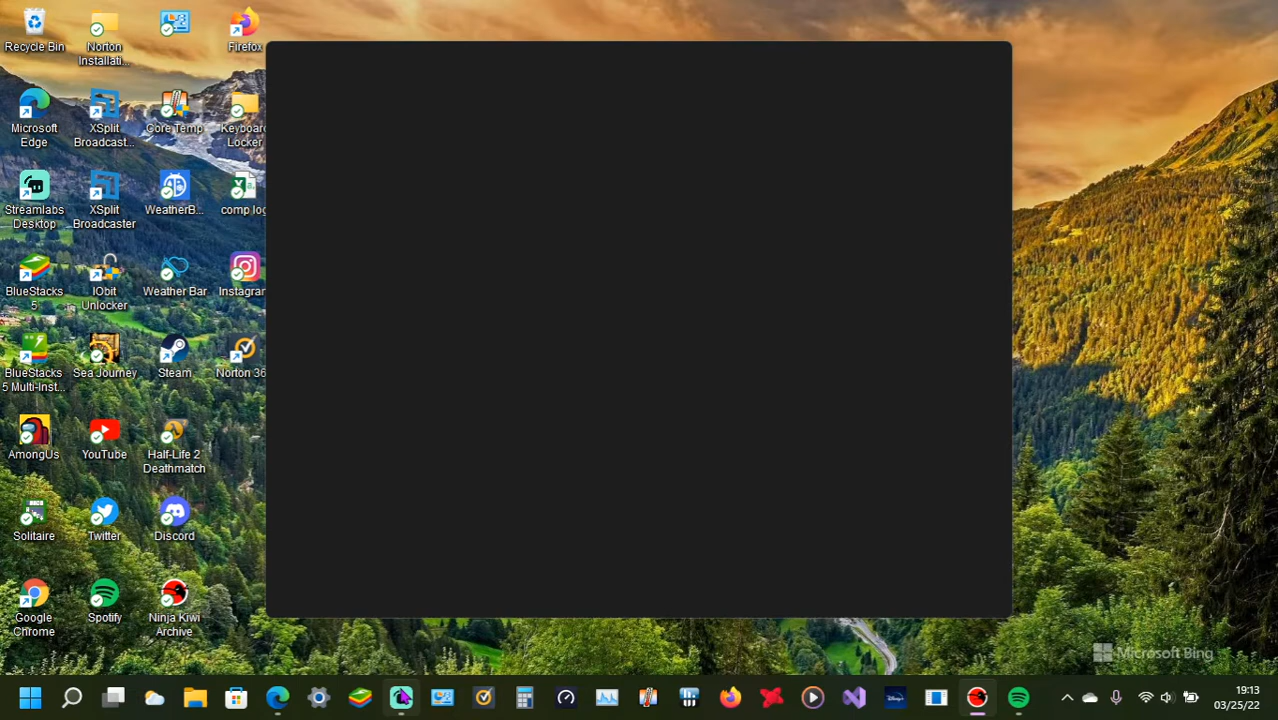 Recycle Bin
Norton
Installati...
Firefox
Microsoft
Edge
XSplit
Broadcast...
Core Temp
Keyboard
Locker
Streamlabs
Desktop
XSplit
Broadcaster
WeatherB...
comp log
BlueStacks
5
IObit
Unlocker
Weather Bar
Instagram
BlueStacks
5 Multi-Inst...
Sea Journey
Steam
Norton 36
AmongUs
YouTube
Half-Life 2
Deathmatch
Solitaire
Twitter
Discord
Google
Chrome
Spotify
Ninja Kiwi
Archive
Microsoft Bing
19:13
03/25/22